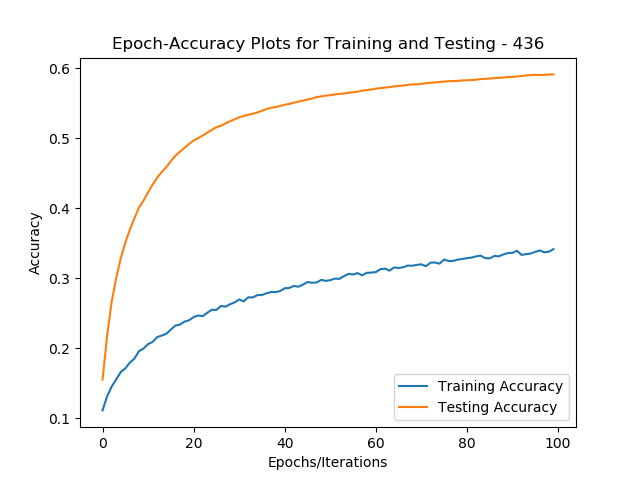 Epoch-Accuracy Plots for Training and Testing - 436
0.6
0.5
0.4
0.3
0.2
0.1
Accuracy
0 20 40 60 80 100
Epochs/Iterations
Training Accuracy
Testing Accuracy